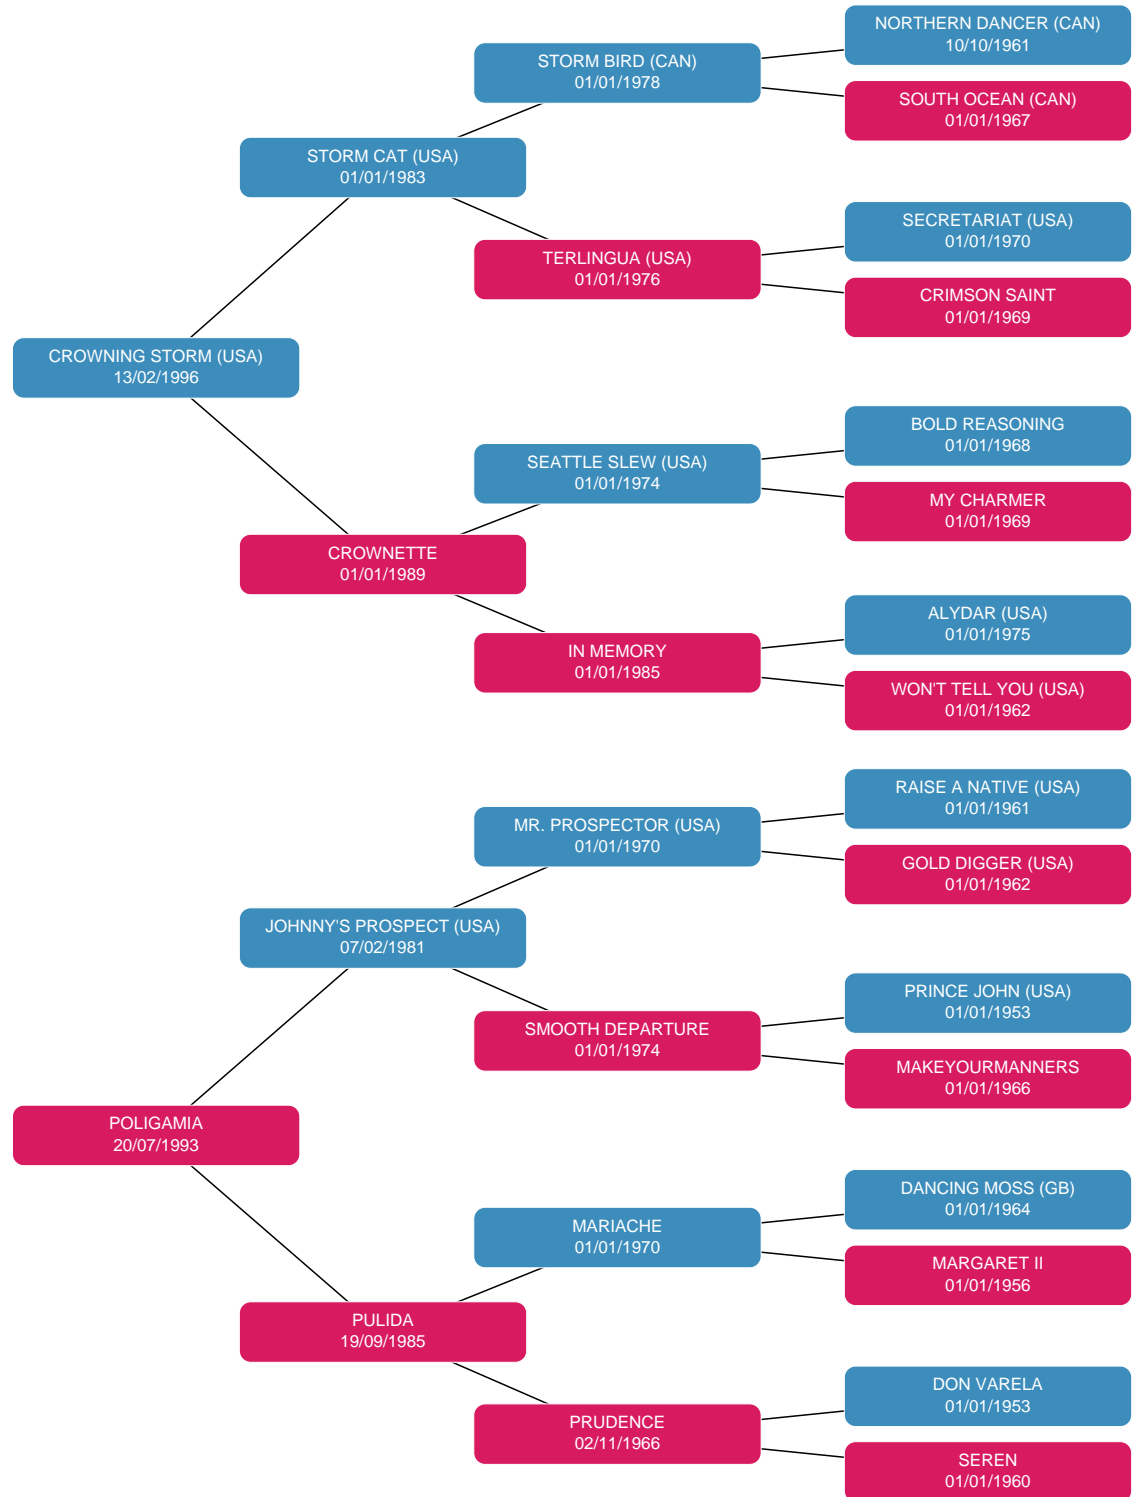 NORTHERN DANCER (CAN)
10/10/1961
STORM BIRD (CAN)
01/01/1978
SOUTH OCEAN (CAN)
01/01/1967
STORM CAT (USA)
01/01/1983
SECRETARIAT (USA)
01/01/1970
TERLINGUA (USA)
01/01/1976
CRIMSON SAINT
01/01/1969
CROWNING STORM (USA)
13/02/1996
BOLD REASONING
01/01/1968
SEATTLE SLEW (USA)
01/01/1974
MY CHARMER
01/01/1969
CROWNETTE
01/01/1989
ALYDAR (USA)
01/01/1975
IN MEMORY
01/01/1985
WON'T TELL YOU (USA)
01/01/1962
RAISE A NATIVE (USA)
01/01/1961
MR. PROSPECTOR (USA)
01/01/1970
GOLD DIGGER (USA)
01/01/1962
JOHNNY'S PROSPECT (USA)
07/02/1981
PRINCE JOHN (USA)
01/01/1953
SMOOTH DEPARTURE
01/01/1974
MAKEYOURMANNERS
01/01/1966
POLIGAMIA
20/07/1993
DANCING MOSS (GB)
01/01/1964
MARIACHE
01/01/1970
MARGARET II
01/01/1956
PULIDA
19/09/1985
DON VARELA
01/01/1953
PRUDENCE
02/11/1966
SEREN
01/01/1960